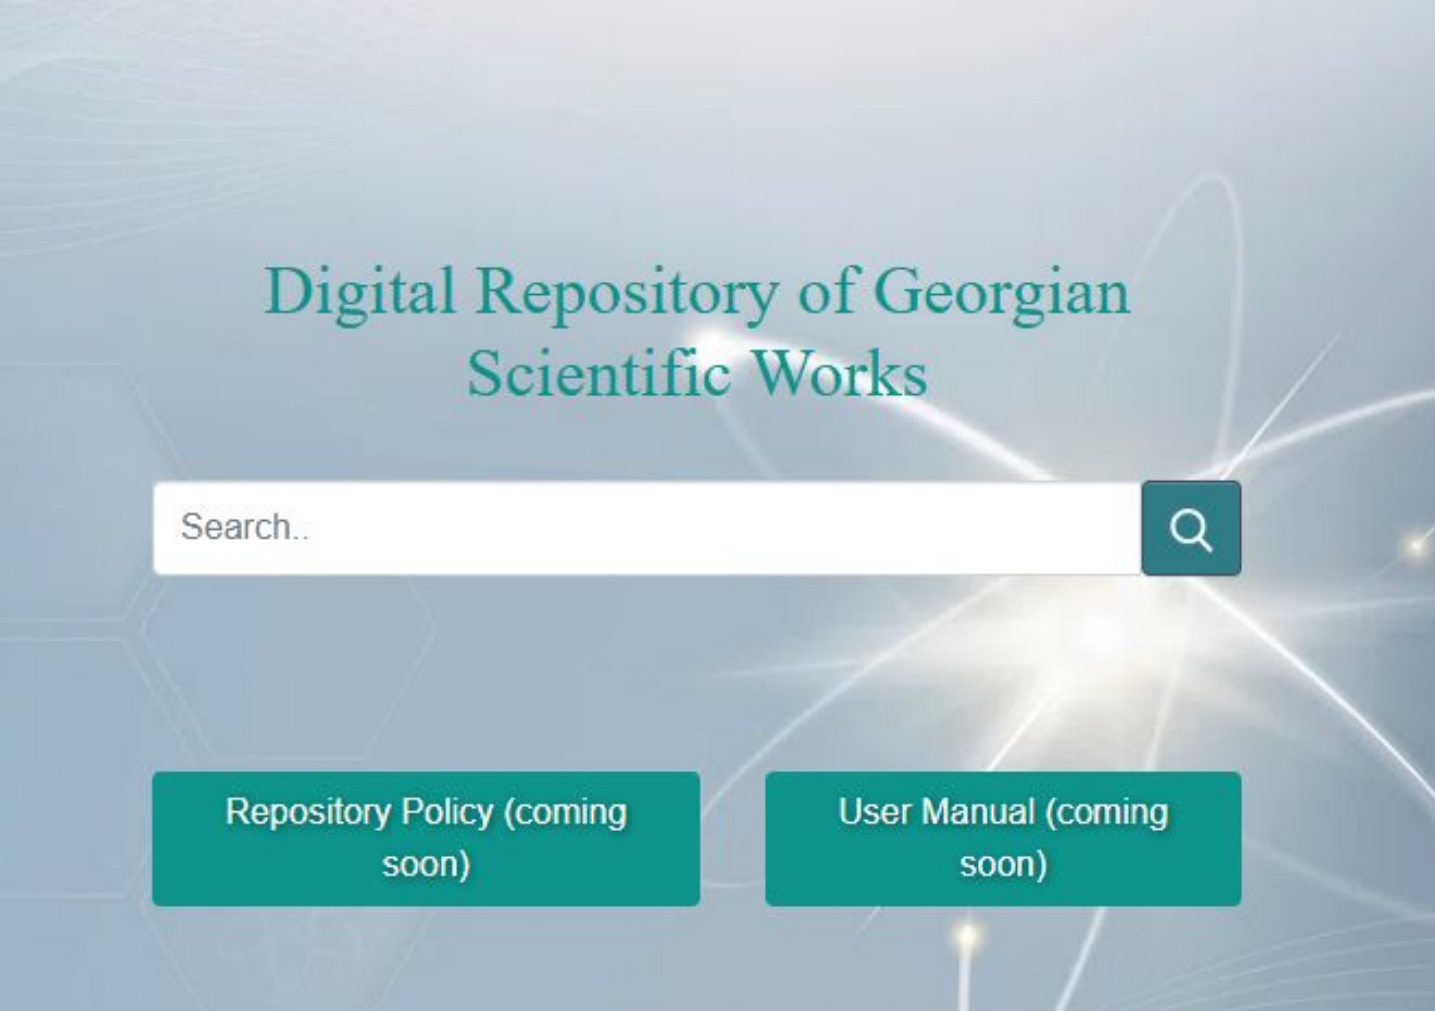 Digital Repository of Georgian
Scientific Works
Search..
Repository Policy (coming
soon)
User Manual (coming
soon)